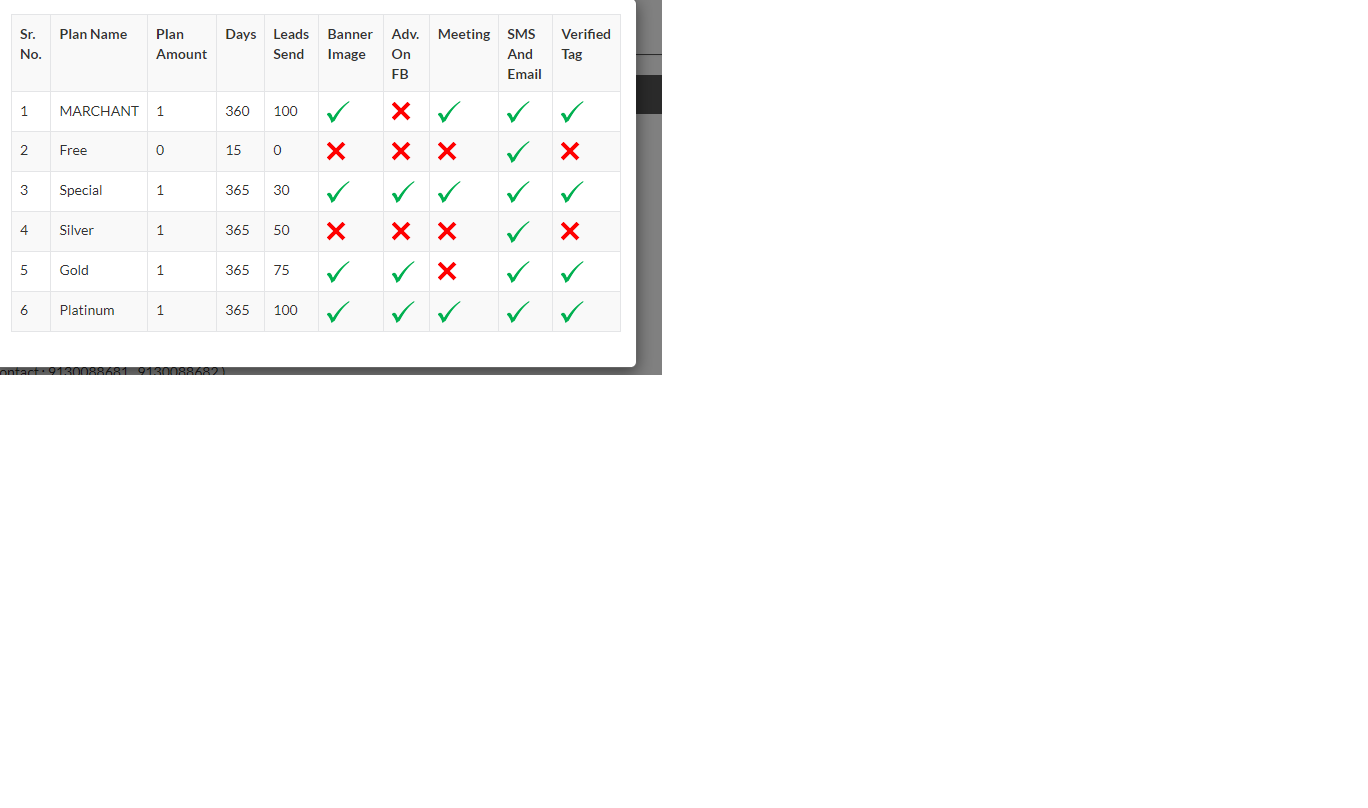 Sr. No. Plan Name Plan Amount Days Leads Send Banner Image Adv. On FB Meeting SMS And Email Verified Tag
1 MARCHANT 1 360 100
2 Free 0 15 0
3 Special 1 365 30
4 Silver 1 365 50
5 Gold 1 365 75
6 Platinum 1 365 100
ontact : 9130088681 , 9130088682 )